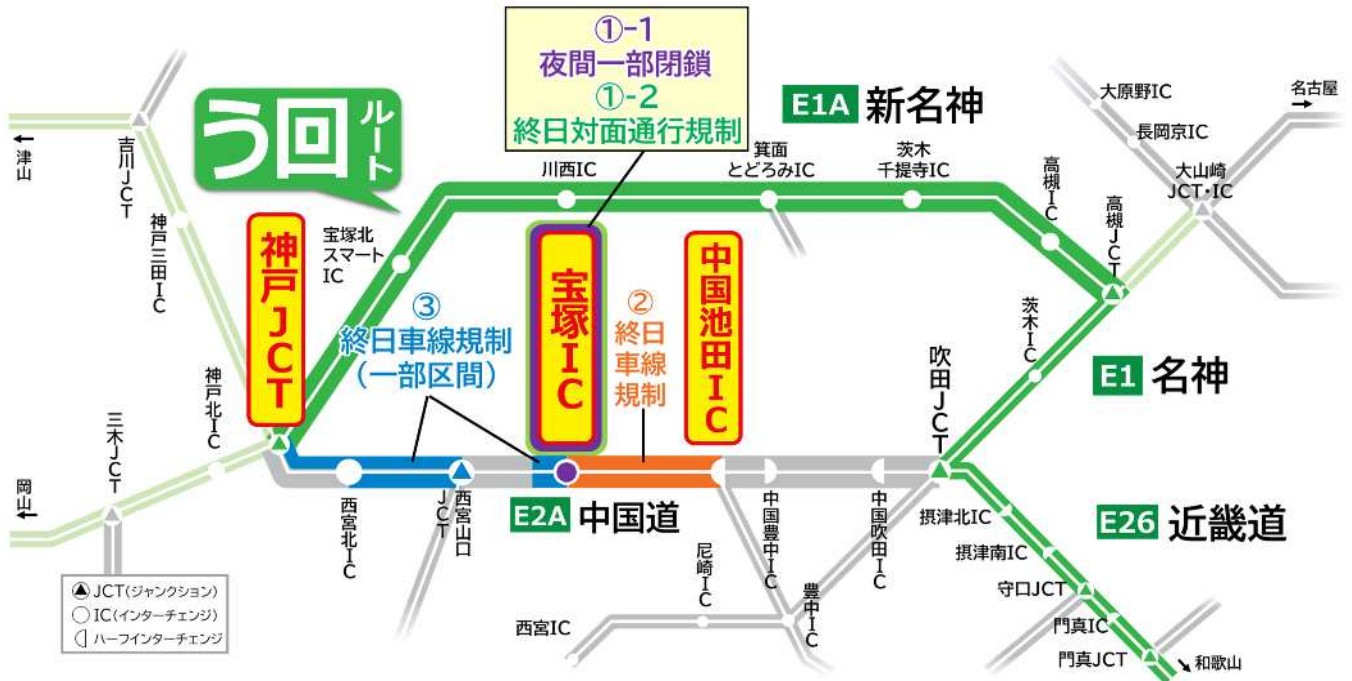 ①-1
夜間一部閉鎖
①-2
終日対面通行規制
う回
ルート
E1A 新名神
大原野IC
長岡京IC
名古屋
大山崎
JCT・IC
津山
吉川JCT
神戸三田IC
神戸北IC
三木JCT
岡山
神戸JCT
宝塚北
スマート
IC
川西IC
箕面
とどろみIC
茨木
千提寺IC
高槻IC
高槻JCT
③
終日車線規制
（一部区間）
宝塚IC
②
終日
車線
規制
中国池田IC
吹田JCT
茨木IC
E1 名神
西宮北IC
西宮山口
JCT
E2A 中国道
中国豊中IC
中国吹田IC
尼崎IC
西宮IC
豊中IC
摂津北IC
摂津南IC
守口JCT
門真IC
門真JCT
和歌山
E26 近畿道
JCT(ジャンクション)
IC(インターチェンジ)
ハーフインターチェンジ